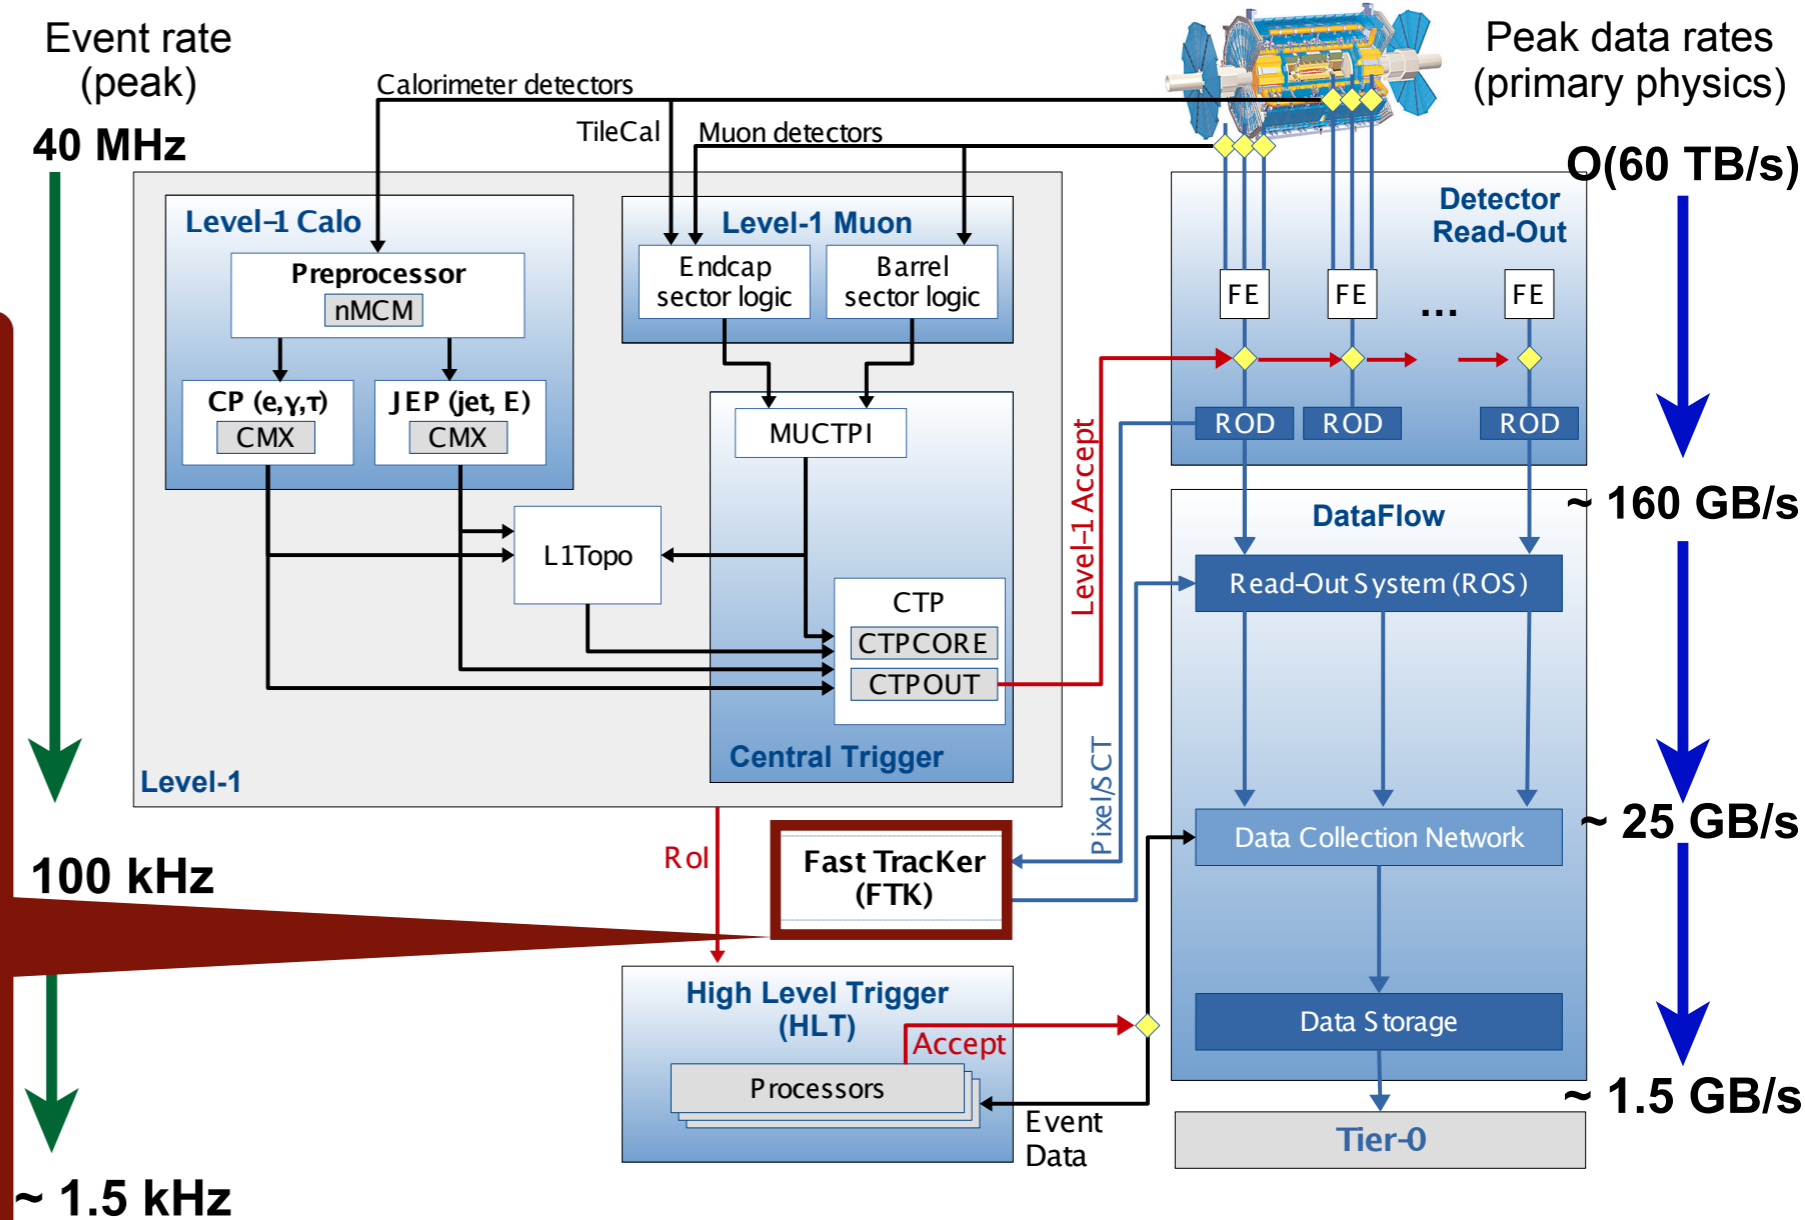 Event rate
(peak)
Peak data rates
(primary physics)
Calorimeter detectors
TileCal
Muon detectors
40 MHz
O(60 TB/s)
Level-1 Calo
Preprocessor
nMCM
CP (e,γ,τ)
CMX
JEP (jet, E)
CMX
Level-1 Muon
Endcap
sector logic
Barrel
sector logic
MUCTPI
L1Topo
CTP
CTPCORE
CTPOUT
Central Trigger
Level-1
Level-1 Accept
Detector
Read-Out
FE
FE
...
FE
ROD
ROD
ROD
~ 160 GB/s
DataFlow
Read-Out System (ROS)
Pixel/SCT
Data Collection Network
~ 25 GB/s
100 kHz
RoI
Fast TracKer
(FTK)
High Level Trigger
(HLT)
Accept
Processors
Event
Data
Data Storage
~ 1.5 GB/s
Tier-0
~ 1.5 kHz